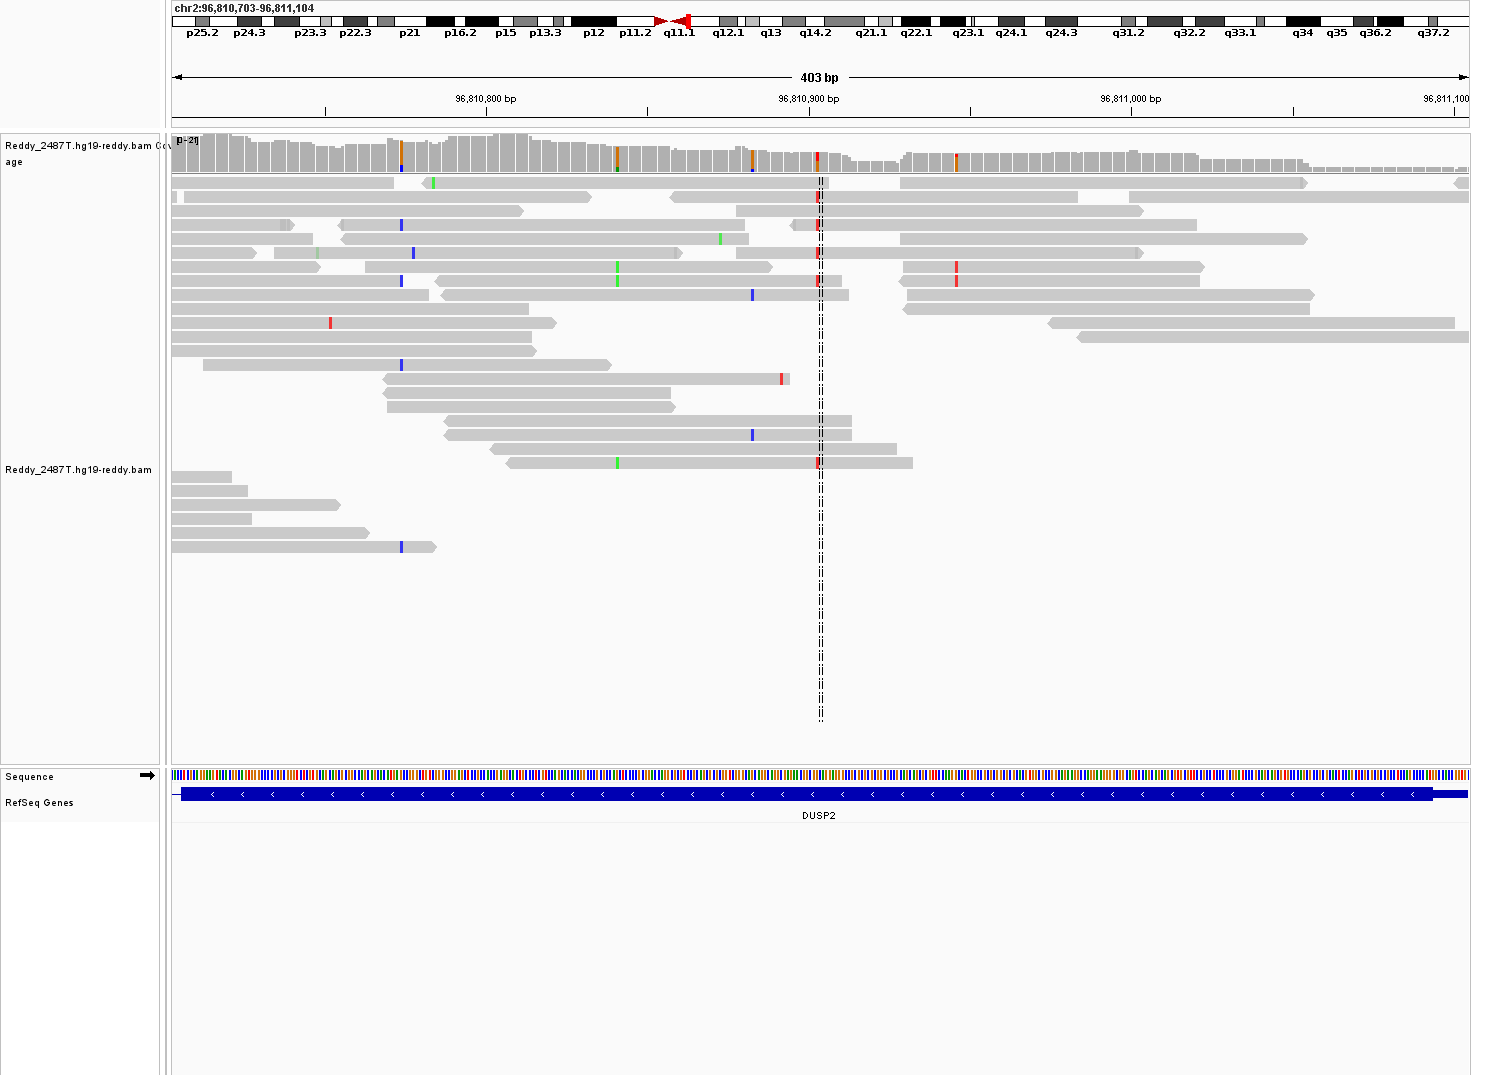 chr2:96,810,703-96,811,104
p25.2 p24.3 p23.3 p22.3 p21 p16.2 p15 p13.3 p12 p11.2 q11.1 q12.1 q13 q14.2 q21.1 q22.1 q23.1 q24.1 q24.3 q31.2 q32.2 q33.1 q34 q35 q36.2 q37.2
403 bp
96,810,800 bp 96,810,900 bp 96,811,000 bp 96,811,100
Reddy_2487T.hg19-reddy.bam Cov
age
[0-21]
Reddy_2487T.hg19-reddy.bam
Sequence
RefSeq Genes
DUSP2